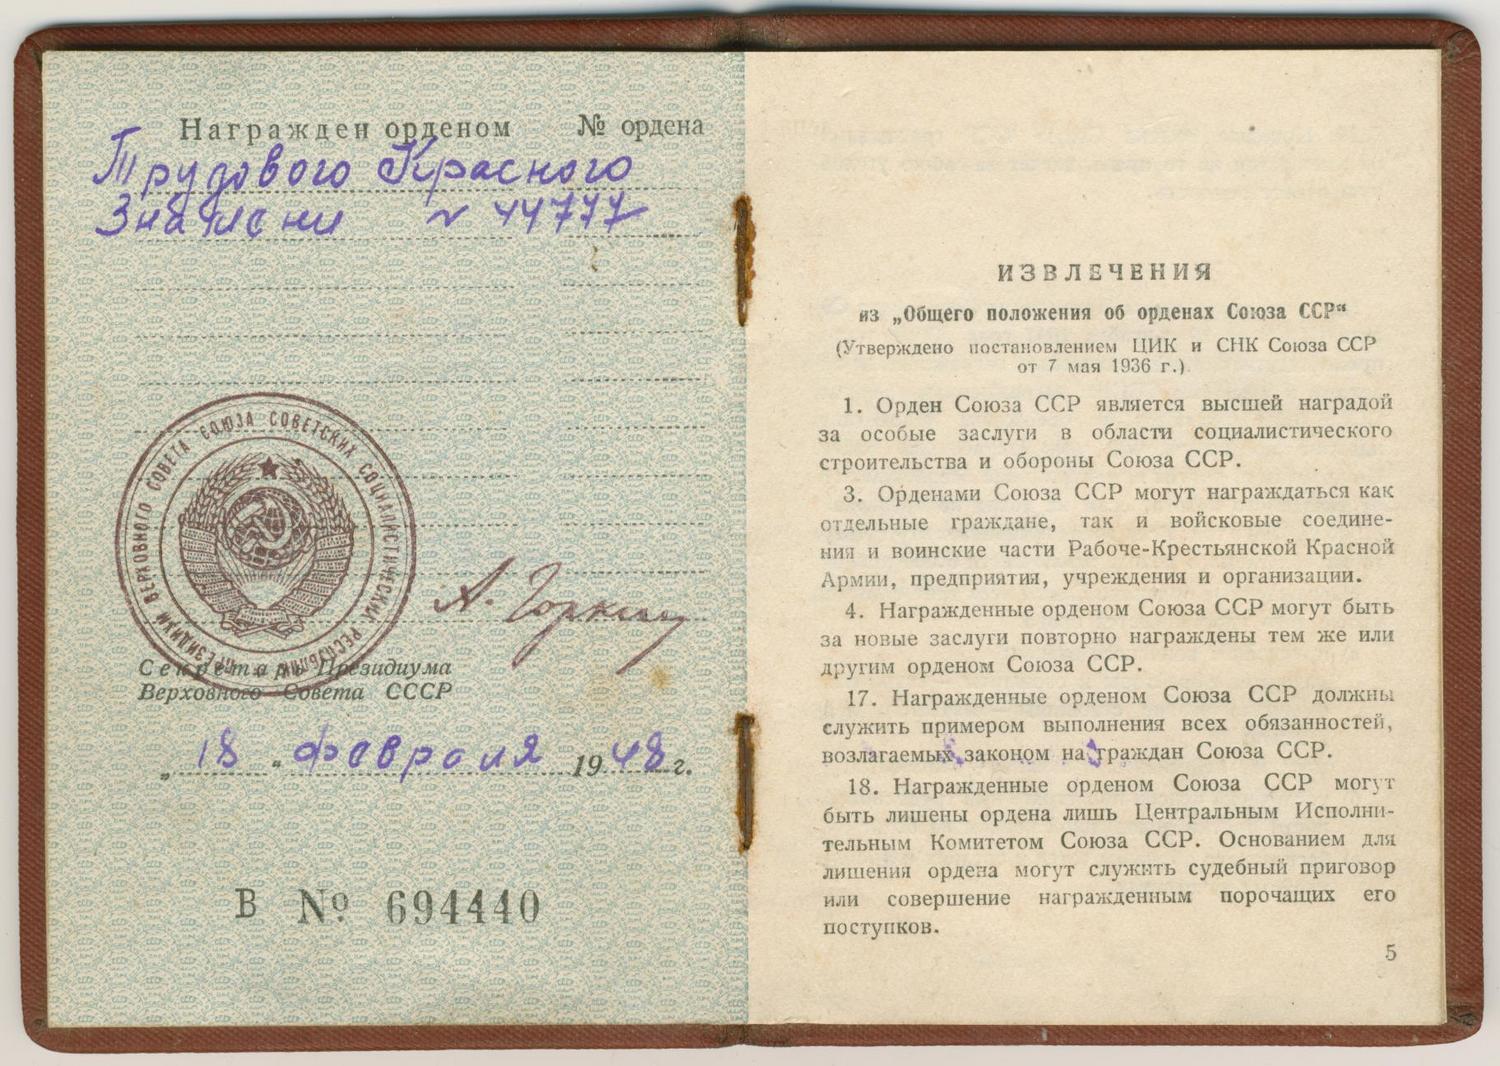 Награжден орденом № ордена
Трудового Красного
Знамени № 44777
ПРЕЗИДИУМ ВЕРХОВНОГО СОВЕТА СОЮЗА СОВЕТСКИХ СОЦИАЛИСТИЧЕСКИХ РЕСПУБЛИК
А. Горкин
Секретарь Президиума
Верховного Совета СССР
„18“ февраля 1948 г.
В № 694440
ИЗВЛЕЧЕНИЯ
из „Общего положения об орденах Союза ССР“
(Утверждено постановлением ЦИК и СНК Союза ССР
от 7 мая 1936 г.)
1. Орден Союза ССР является высшей наградой
за особые заслуги в области социалистического
строительства и обороны Союза ССР.
3. Орденами Союза ССР могут награждаться как
отдельные граждане, так и войсковые соедине-
ния и воинские части Рабоче-Крестьянской Красной
Армии, предприятия, учреждения и организации.
4. Награжденные орденом Союза ССР могут быть
за новые заслуги повторно награждены тем же или
другим орденом Союза ССР.
17. Награжденные орденом Союза ССР должны
служить примером выполнения всех обязанностей,
возлагаемых законом на граждан Союза ССР.
18. Награжденные орденом Союза ССР могут
быть лишены ордена лишь Центральным Исполни-
тельным Комитетом Союза ССР. Основанием для
лишения ордена могут служить судебный приговор
или совершение награжденным порочащих его
поступков.
5